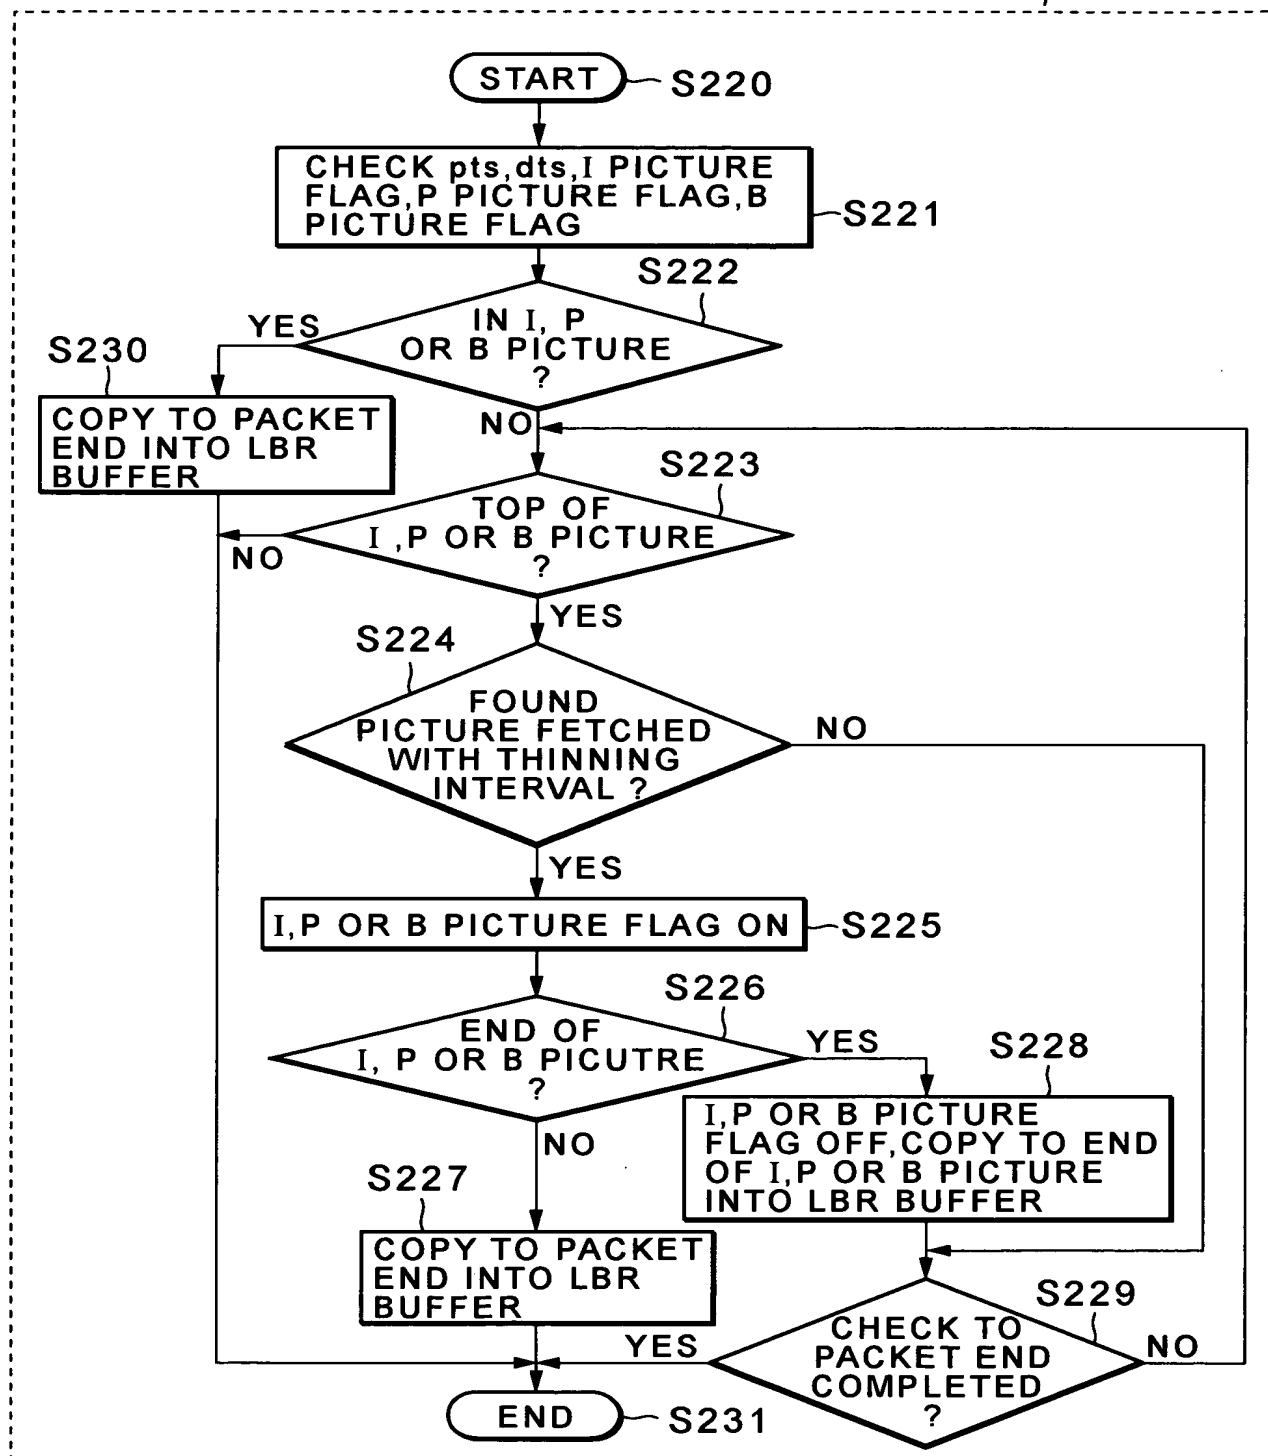 START
S220
CHECK pts,dts,I PICTURE
FLAG,P PICTURE FLAG,B
PICTURE FLAG
S221
S222
IN I, P
OR B PICTURE
?
YES
S230
COPY TO PACKET
END INTO LBR
BUFFER
NO
S223
TOP OF
I ,P OR B PICTURE
?
NO
YES
S224
FOUND
PICTURE FETCHED
WITH THINNING
INTERVAL ?
NO
YES
I,P OR B PICTURE FLAG ON
S225
S226
END OF
I, P OR B PICUTRE
?
YES
S228
I,P OR B PICTURE
FLAG OFF,COPY TO END
OF I,P OR B PICTURE
INTO LBR BUFFER
NO
S227
COPY TO PACKET
END INTO LBR
BUFFER
S229
CHECK TO
PACKET END
COMPLETED
?
YES
NO
END
S231